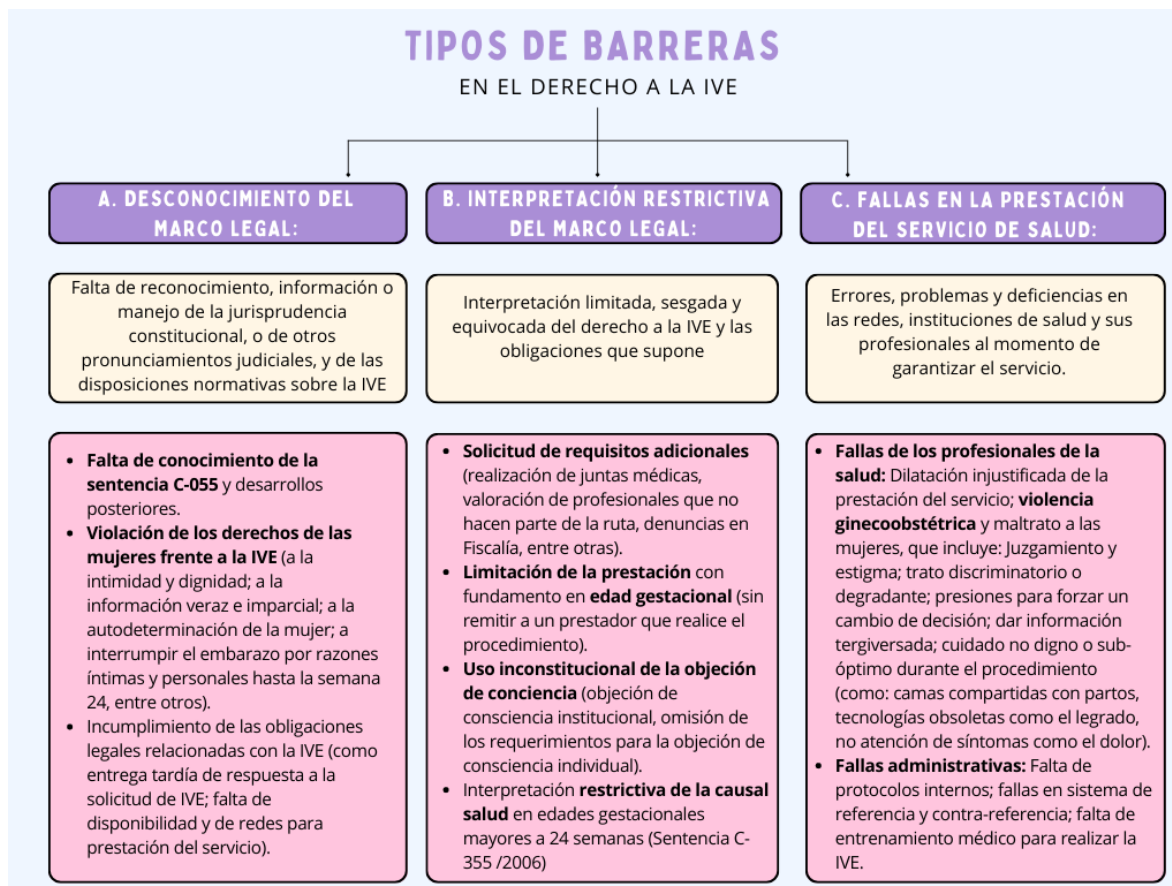 TIPOS DE BARRERAS
EN EL DERECHO A LA IVE
A. DESCONOCIMIENTO DEL
MARCO LEGAL:
Falta de reconocimiento, información o
manejo de la jurisprudencia
constitucional, o de otros
pronunciamientos judiciales, y de las
disposiciones normativas sobre la IVE
• Falta de conocimiento de la
sentencia C-055 y desarrollos
posteriores.
• Violación de los derechos de las
mujeres frente a la IVE (a la
intimidad y dignidad; a la
información veraz e imparcial; a la
autodeterminación de la mujer; a
interrumpir el embarazo por razones
íntimas y personales hasta la semana
24, entre otros).
• Incumplimiento de las obligaciones
legales relacionadas con la IVE (como
entrega tardía de respuesta a la
solicitud de IVE; falta de
disponibilidad y de redes para
prestación del servicio).
B. INTERPRETACIÓN RESTRICTIVA
DEL MARCO LEGAL:
Interpretación limitada, sesgada y
equivocada del derecho a la IVE y las
obligaciones que supone
• Solicitud de requisitos adicionales
(realización de juntas médicas,
valoración de profesionales que no
hacen parte de la ruta, denuncias en
Fiscalía, entre otras).
• Limitación de la prestación con
fundamento en edad gestacional (sin
remitir a un prestador que realice el
procedimiento).
• Uso inconstitucional de la objeción
de conciencia (objeción de
consciencia institucional, omisión de
los requerimientos para la objeción de
consciencia individual).
• Interpretación restrictiva de la causal
salud en edades gestacionales
mayores a 24 semanas (Sentencia C-
355 /2006)
C. FALLAS EN LA PRESTACIÓN
DEL SERVICIO DE SALUD:
Errores, problemas y deficiencias en
las redes, instituciones de salud y sus
profesionales al momento de
garantizar el servicio.
• Fallas de los profesionales de la
salud: Dilatación injustificada de la
prestación del servicio; violencia
ginecoobstétrica y maltrato a las
mujeres, que incluye: Juzgamiento y
estigma; trato discriminatorio o
degradante; presiones para forzar un
cambio de decisión; dar información
tergiversada; cuidado no digno o sub-
óptimo durante el procedimiento
(como: camas compartidas con partos,
tecnologías obsoletas como el legrado,
no atención de síntomas como el dolor).
• Fallas administrativas: Falta de
protocolos internos; fallas en sistema de
referencia y contra-referencia; falta de
entrenamiento médico para realizar la
IVE.